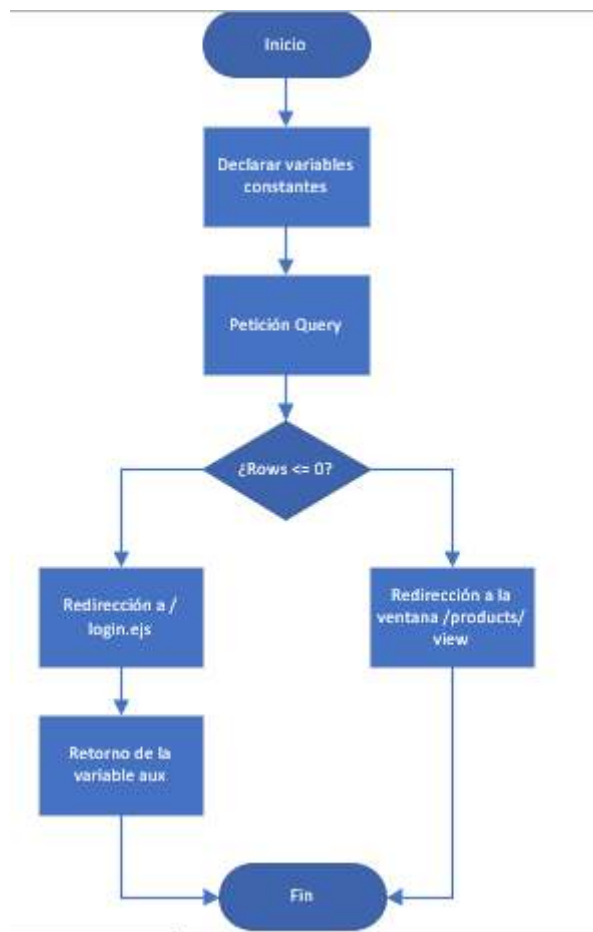 Inicio
Declarar variables
constantes
Petición Query
¿Rows <= 0?
Redirección a /
login.ejs
Redirección a la
ventana /products/
view
Retorno de la
variable aux
Fin